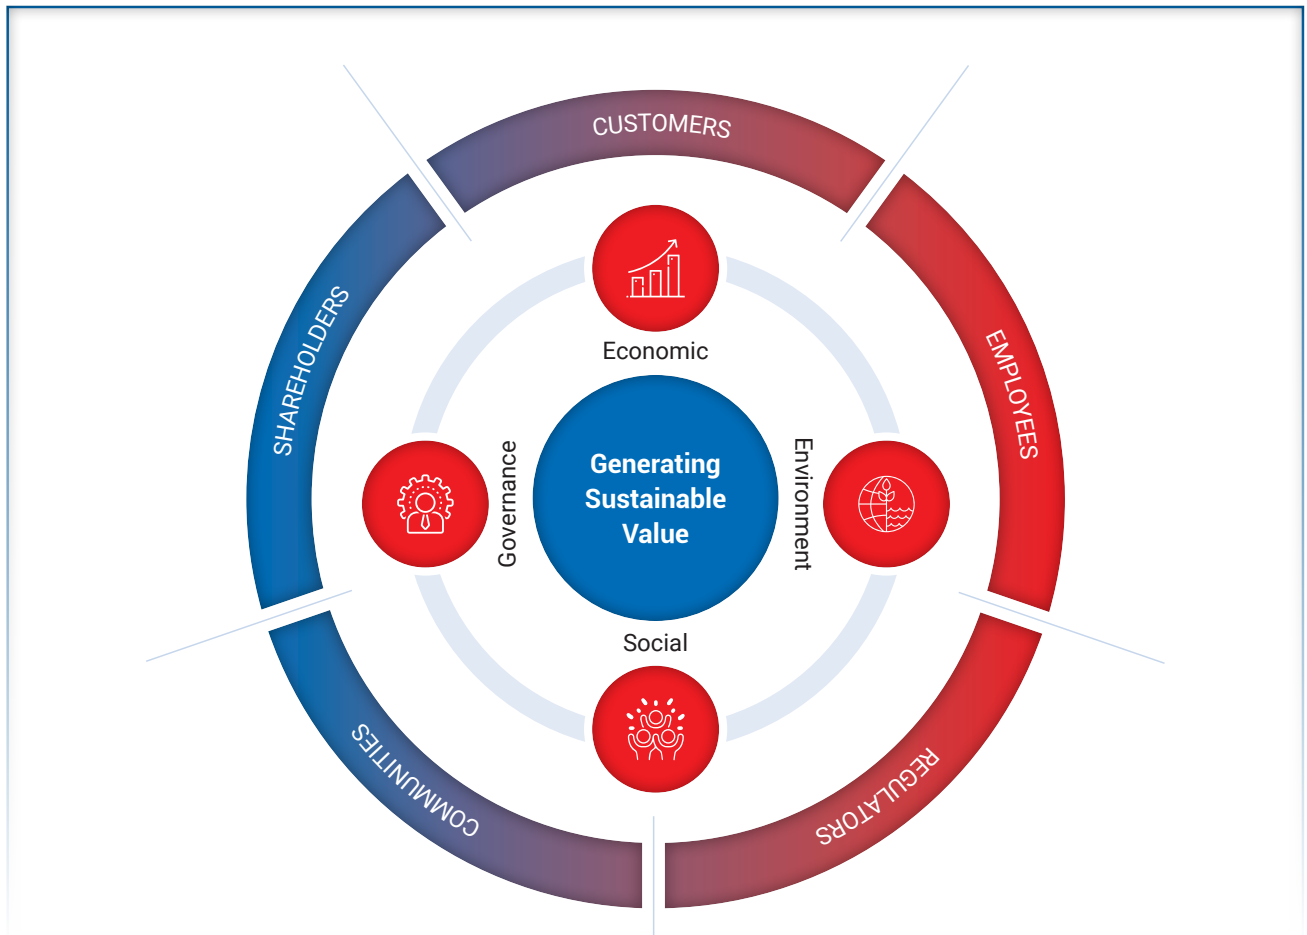 CUSTOMERS
EMPLOYEES
REGULATORS
COMMUNITIES
SHAREHOLDERS
Economic
Environment
Social
Governance
Generating
Sustainable
Value